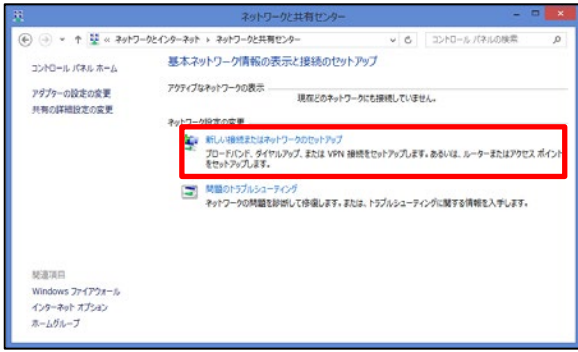 ネットワークと共有センター
« ネットワークとインターネット › ネットワークと共有センター
コントロール パネルの検索
コントロール パネル ホーム
アダプターの設定の変更
共有の詳細設定の変更
基本ネットワーク情報の表示と接続のセットアップ
アクティブなネットワークの表示
現在どのネットワークにも接続していません。
ネットワーク設定の変更
新しい接続またはネットワークのセットアップ
ブロードバンド、ダイヤルアップ、または VPN 接続をセットアップします。あるいは、ルーターまたはアクセス ポイント
をセットアップします。
問題のトラブルシューティング
ネットワークの問題を診断して修復します。または、トラブルシューティングに関する情報を入手します。
関連項目
Windows ファイアウォール
インターネット オプション
ホームグループ